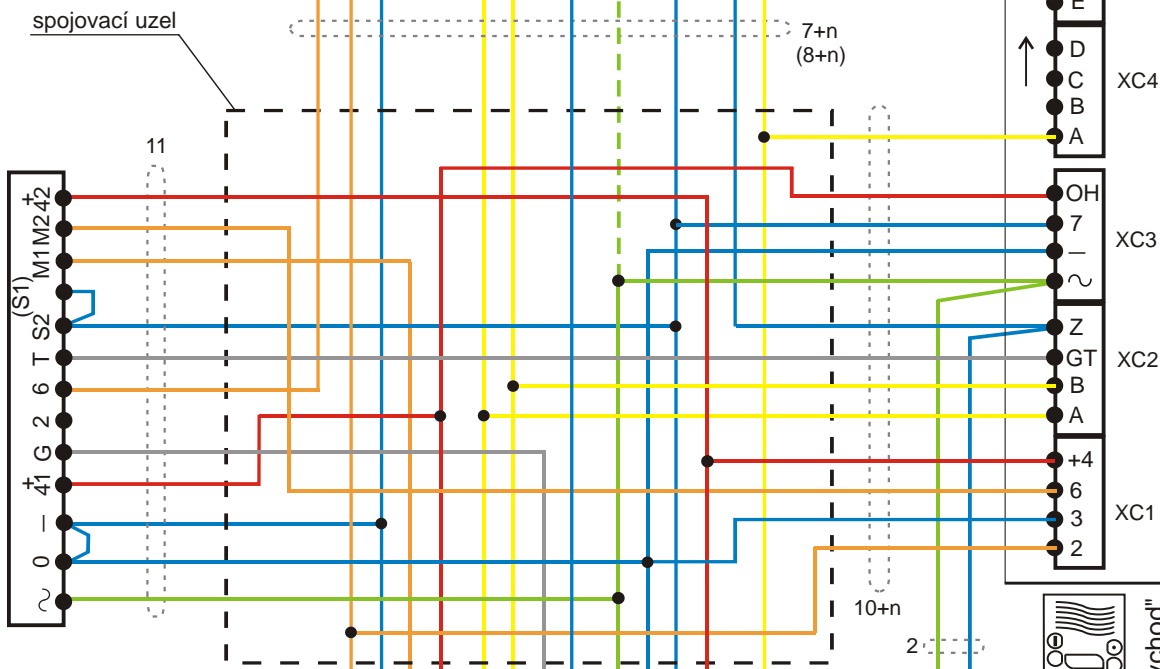 spojovací uzel
7+n
(8+n)
11
E
D
C
B
A
XC4
OH
7
—
~
XC3
Z
GT
B
A
XC2
+4
6
3
2
XC1
+
42
M2
M1
(S1)
S2
T
6
2
G
+
41
—
0
~
10+n
2